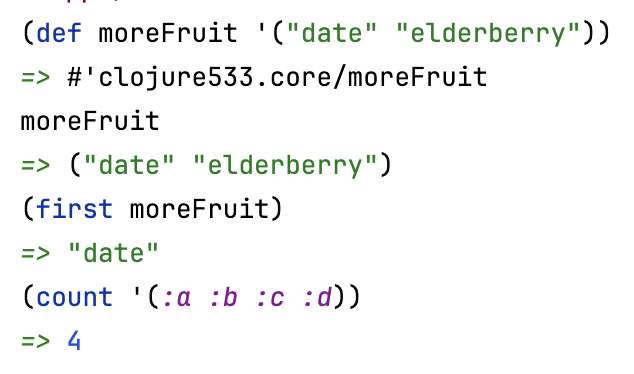 (def moreFruit '("date" "elderberry"))
=> #'clojure533.core/moreFruit
moreFruit
=> ("date" "elderberry")
(first moreFruit)
=> "date"
(count '(:a :b :c :d))
=> 4